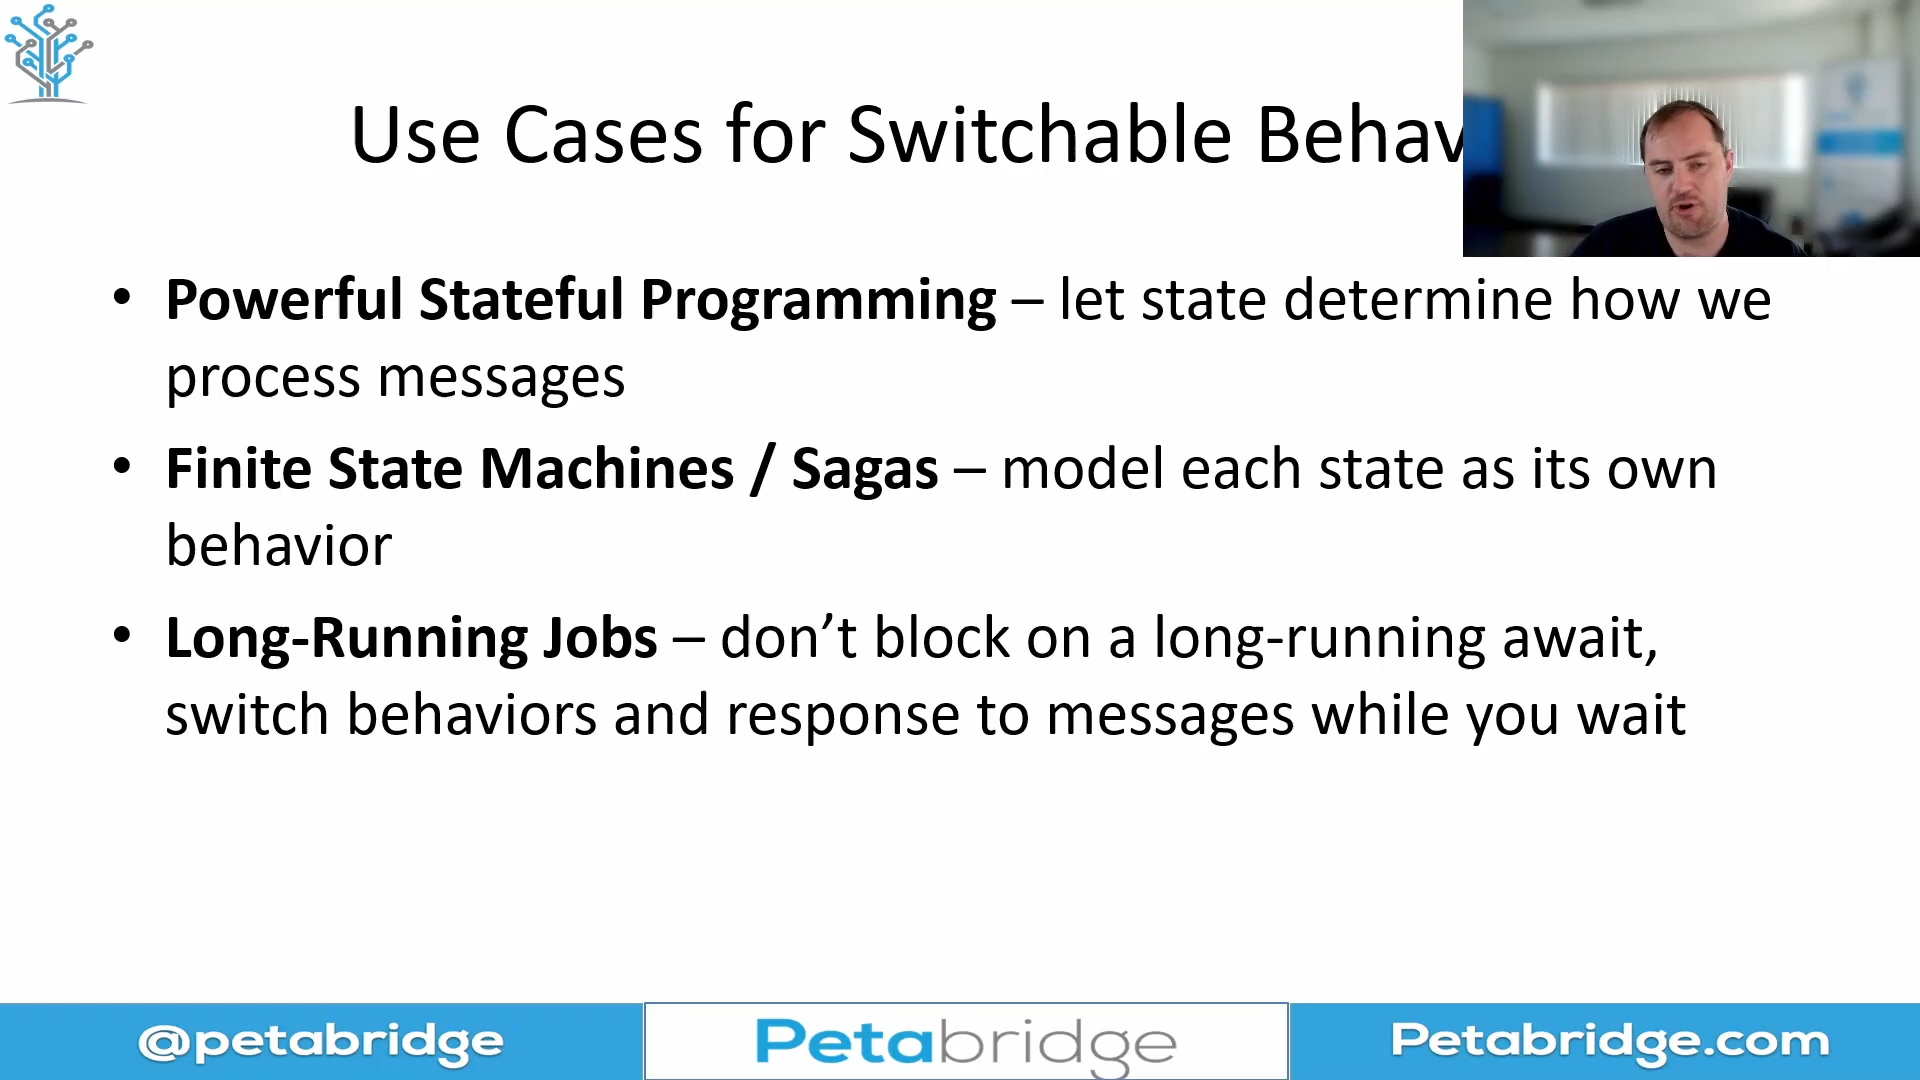 Use Cases for Switchable Behav
• Powerful Stateful Programming – let state determine how we
process messages
• Finite State Machines / Sagas – model each state as its own
behavior
• Long-Running Jobs – don’t block on a long-running await,
switch behaviors and response to messages while you wait
@petabridge
Petabridge
Petabridge.com